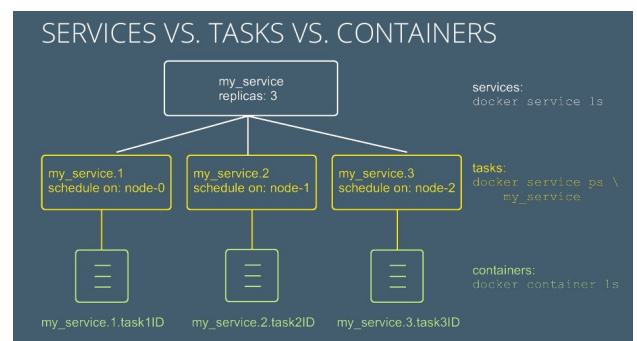 SERVICES VS. TASKS VS. CONTAINERS
my_service
replicas: 3
services:
docker service ls
my_service.1
schedule on: node-0
my_service.2
schedule on: node-1
my_service.3
schedule on: node-2
tasks:
docker service ps \
my_service
containers:
docker container ls
my_service.1.task1ID
my_service.2.task2ID
my_service.3.task3ID